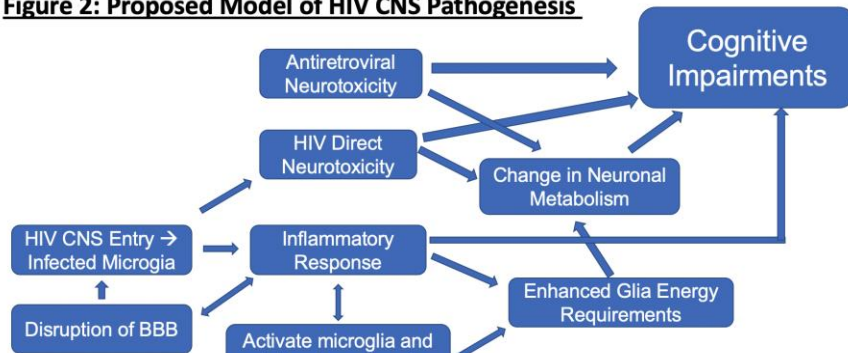 Figure 2: Proposed Model of HIV CNS Pathogenesis
Cognitive
Impairments
Antiretroviral
Neurotoxicity
HIV Direct
Neurotoxicity
Change in Neuronal
Metabolism
HIV CNS Entry →
Infected Microgia
Inflammatory
Response
Enhanced Glia Energy
Requirements
Disruption of BBB
Activate microglia and